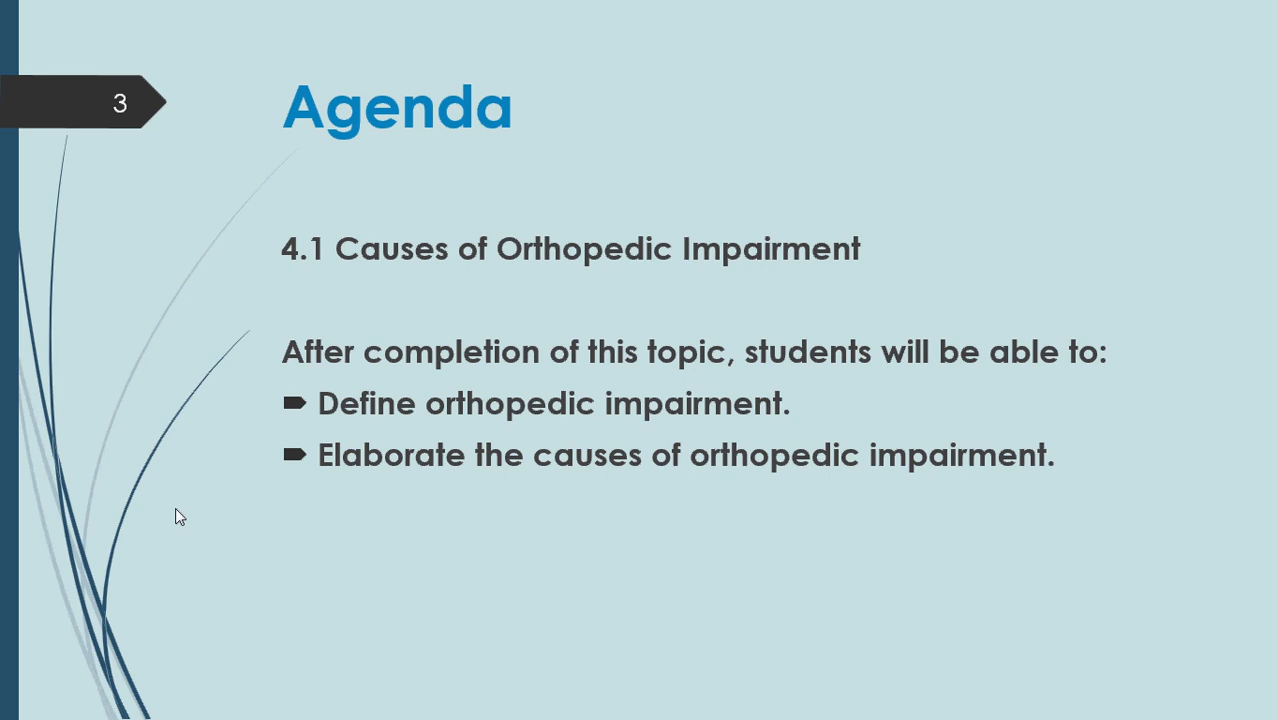 3
Agenda
4.1 Causes of Orthopedic Impairment
After completion of this topic, students will be able to:
Define orthopedic impairment.
Elaborate the causes of orthopedic impairment.